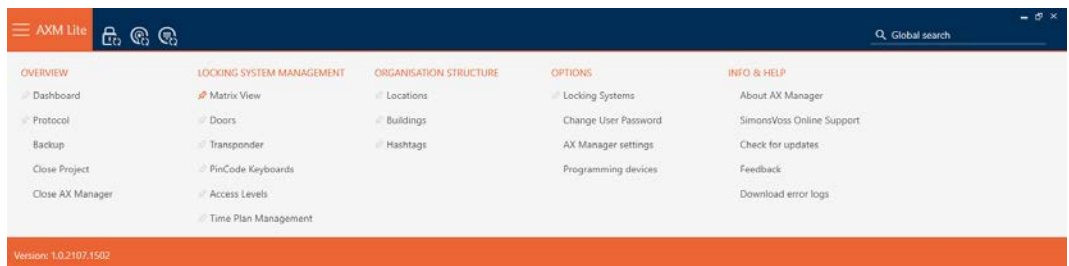 AXM Lite
Global search
OVERVIEW
Dashboard
Protocol
Backup
Close Project
Close AX Manager
LOCKING SYSTEM MANAGEMENT
Matrix View
Doors
Transponder
PinCode Keyboards
Access Levels
Time Plan Management
ORGANISATION STRUCTURE
Locations
Buildings
Hashtags
OPTIONS
Locking Systems
Change User Password
AX Manager settings
Programming devices
INFO & HELP
About AX Manager
SimonsVoss Online Support
Check for updates
Feedback
Download error logs
Version: 1.0.2107.1502